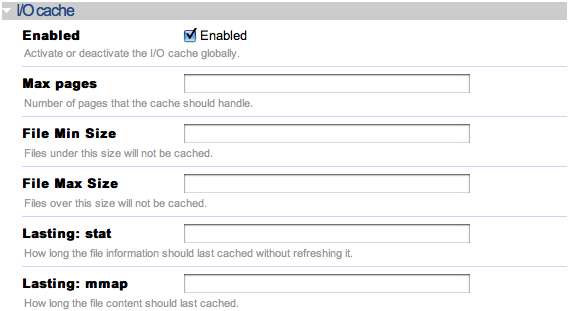 I/O cache
Enabled Enabled
Activate or deactivate the I/O cache globally.
Max pages
Number of pages that the cache should handle.
File Min Size
Files under this size will not be cached.
File Max Size
Files over this size will not be cached.
Lasting: stat
How long the file information should last cached without refreshing it.
Lasting: mmap
How long the file content should last cached.